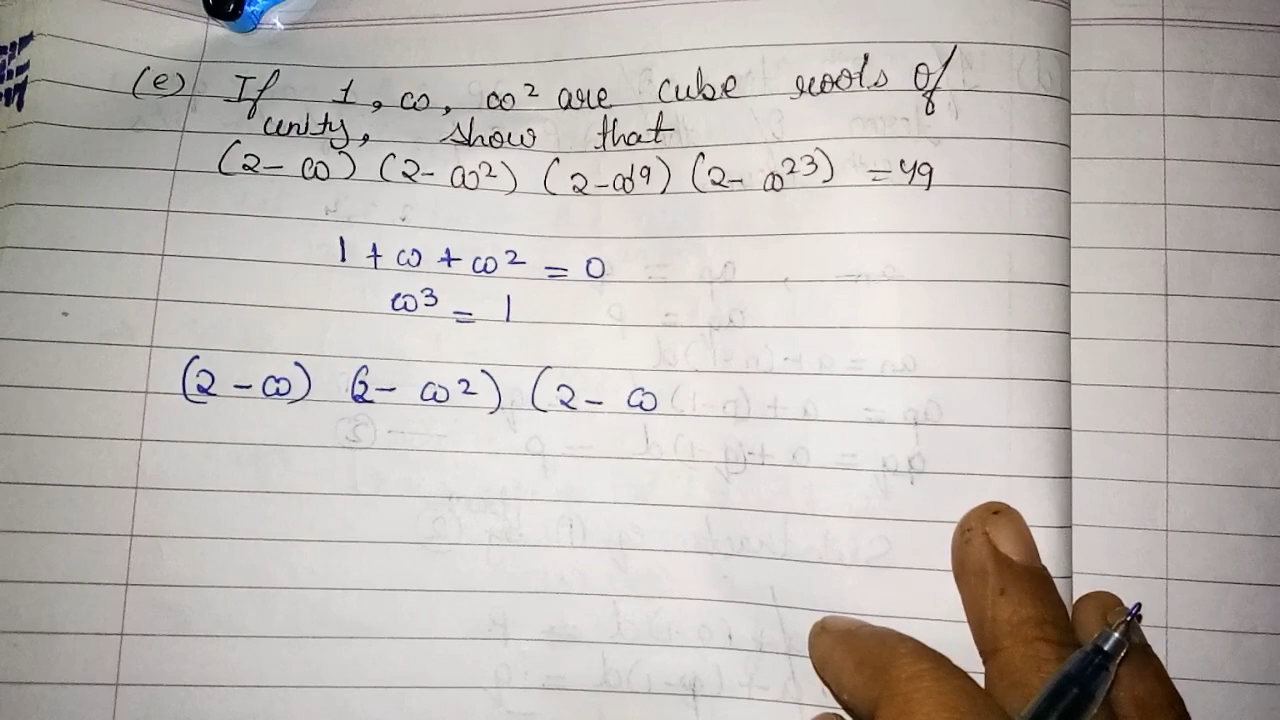 (e) If 1, ω, ω² are cube roots of
unity, show that
(2-ω) (2-ω²) (2-ω¹⁹) (2-ω²³) = 49
1 + ω + ω² = 0
ω³ = 1
(2-ω) (2-ω²) (2-ω